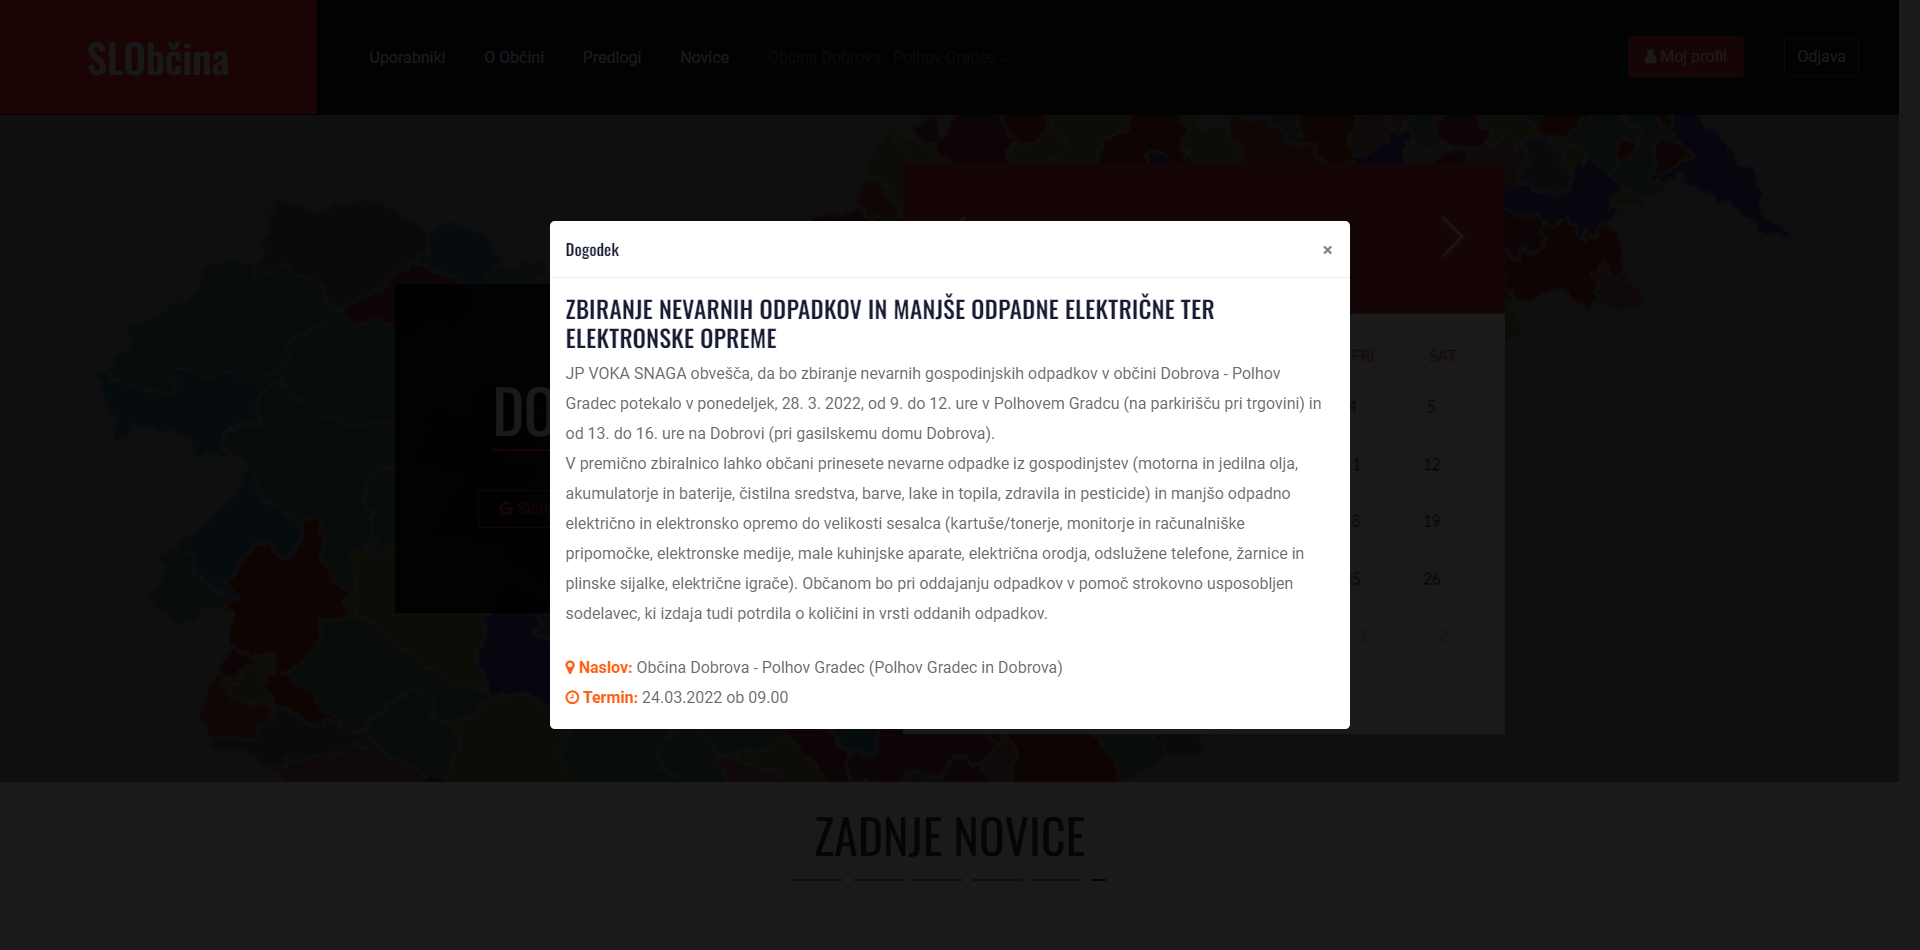 SLObčina
Uporabniki
O Občini
Predlogi
Novice
Občina Dobrova - Polhov Gradec
Moj profil
Odjava
Dogodek
×
ZBIRANJE NEVARNIH ODPADKOV IN MANJŠE ODPADNE ELEKTRIČNE TER
ELEKTRONSKE OPREME
JP VOKA SNAGA obvešča, da bo zbiranje nevarnih gospodinjskih odpadkov v občini Dobrova - Polhov
Gradec potekalo v ponedeljek, 28. 3. 2022, od 9. do 12. ure v Polhovem Gradcu (na parkirišču pri trgovini) in
od 13. do 16. ure na Dobrovi (pri gasilskemu domu Dobrova).
V premično zbiralnico lahko občani prinesete nevarne odpadke iz gospodinjstev (motorna in jedilna olja,
akumulatorje in baterije, čistilna sredstva, barve, lake in topila, zdravila in pesticide) in manjšo odpadno
električno in elektronsko opremo do velikosti sesalca (kartuše/tonerje, monitorje in računalniške
pripomočke, elektronske medije, male kuhinjske aparate, električna orodja, odslužene telefone, žarnice in
plinske sijalke, električne igrače). Občanom bo pri oddajanju odpadkov v pomoč strokovno usposobljen
sodelavec, ki izdaja tudi potrdila o količini in vrsti oddanih odpadkov.
Naslov: Občina Dobrova - Polhov Gradec (Polhov Gradec in Dobrova)
Termin: 24.03.2022 ob 09.00
DO
FRI SAT
5
12
19
26
1 2
ZADNJE NOVICE